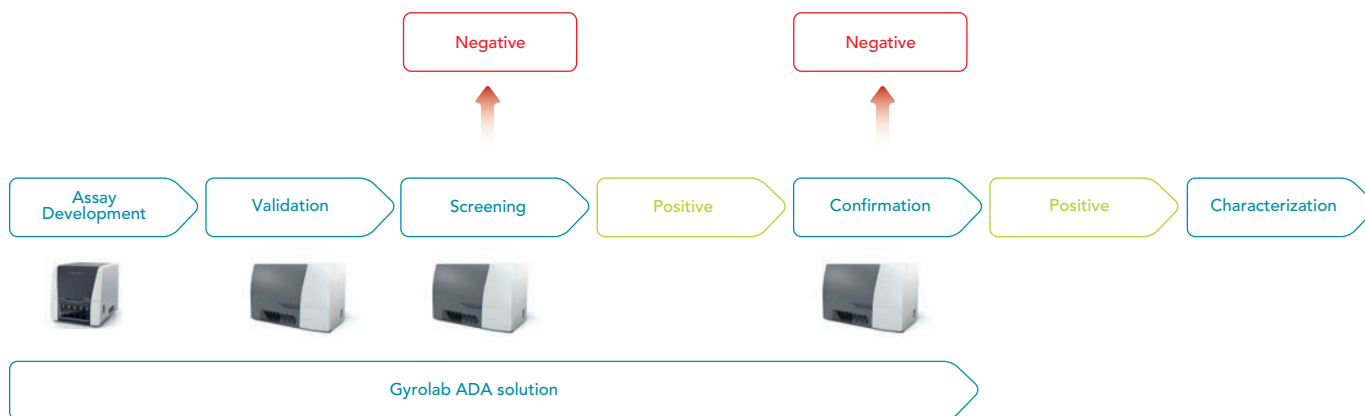 Negative
Negative
Assay
Development
Validation
Screening
Positive
Confirmation
Positive
Characterization
Gyrolab ADA solution